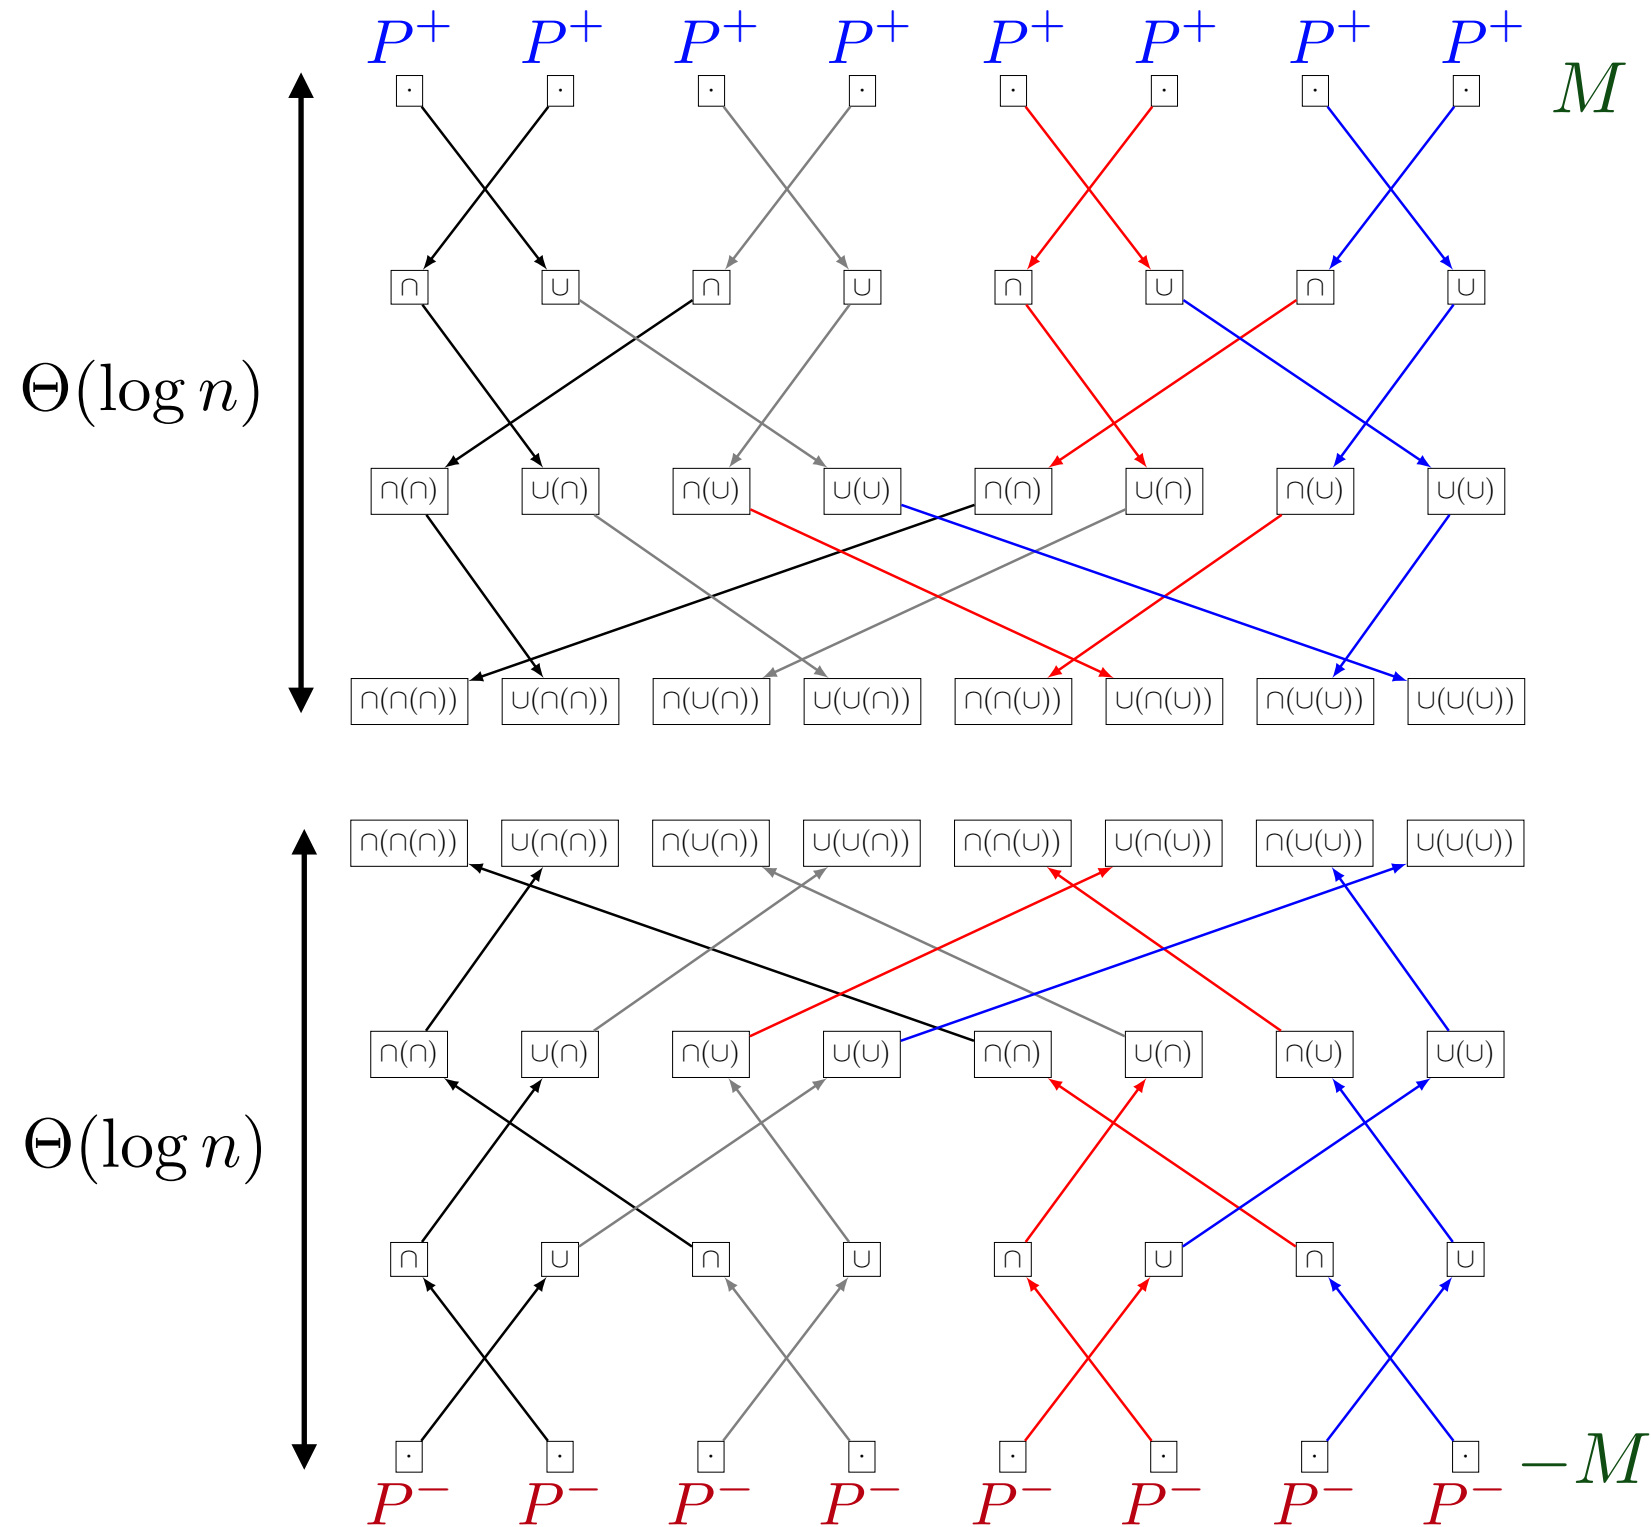 P⁺ P⁺ P⁺ P⁺ P⁺ P⁺ P⁺ P⁺
· · · · · · · · M
∩ ∪ ∩ ∪ ∩ ∪ ∩ ∪
Θ(log n)
∩(∩) ∪(∩) ∩(∪) ∪(∪) ∩(∩) ∪(∩) ∩(∪) ∪(∪)
∩(∩(∩)) ∪(∩(∩)) ∩(∪(∩)) ∪(∪(∩)) ∩(∩(∪)) ∪(∩(∪)) ∩(∪(∪)) ∪(∪(∪))
∩(∩(∩)) ∪(∩(∩)) ∩(∪(∩)) ∪(∪(∩)) ∩(∩(∪)) ∪(∩(∪)) ∩(∪(∪)) ∪(∪(∪))
∩(∩) ∪(∩) ∩(∪) ∪(∪) ∩(∩) ∪(∩) ∩(∪) ∪(∪)
Θ(log n)
∩ ∪ ∩ ∪ ∩ ∪ ∩ ∪
· · · · · · · · −M
P⁻ P⁻ P⁻ P⁻ P⁻ P⁻ P⁻ P⁻